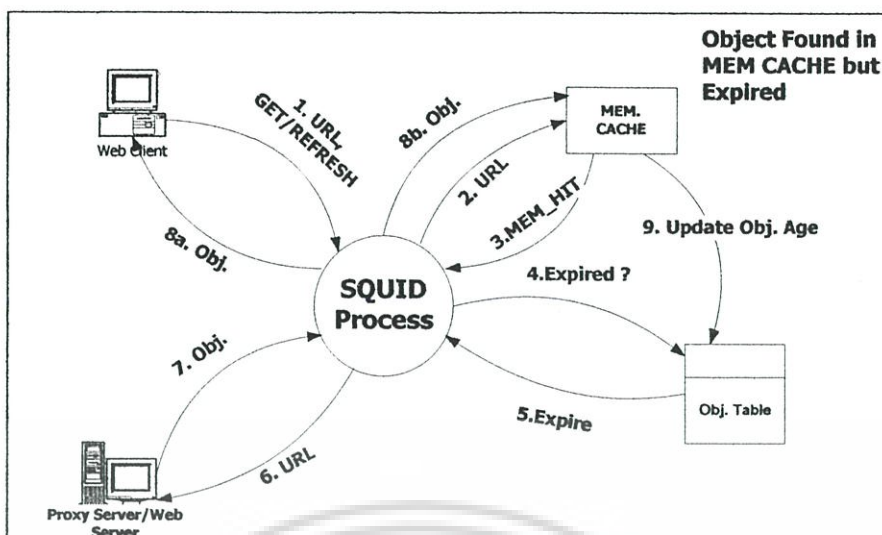 Object Found in
MEM CACHE but
Expired
Web Client
1. URL,
GET/REFRESH
8b. Obj.
MEM.
CACHE
2. URL
3.MEM_HIT
9. Update Obj. Age
8a. Obj.
SQUID
Process
4.Expired ?
7. Obj.
5.Expire
Obj. Table
6. URL
Proxy Server/Web
Server